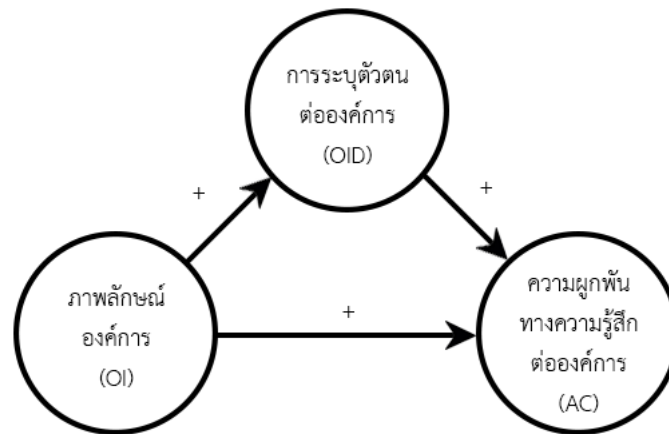 การระบุตัวตน
ต่อองค์การ
(OID)
+
+
ภาพลักษณ์
องค์การ
(OI)
+
ความผูกพัน
ทางความรู้สึก
ต่อองค์การ
(AC)